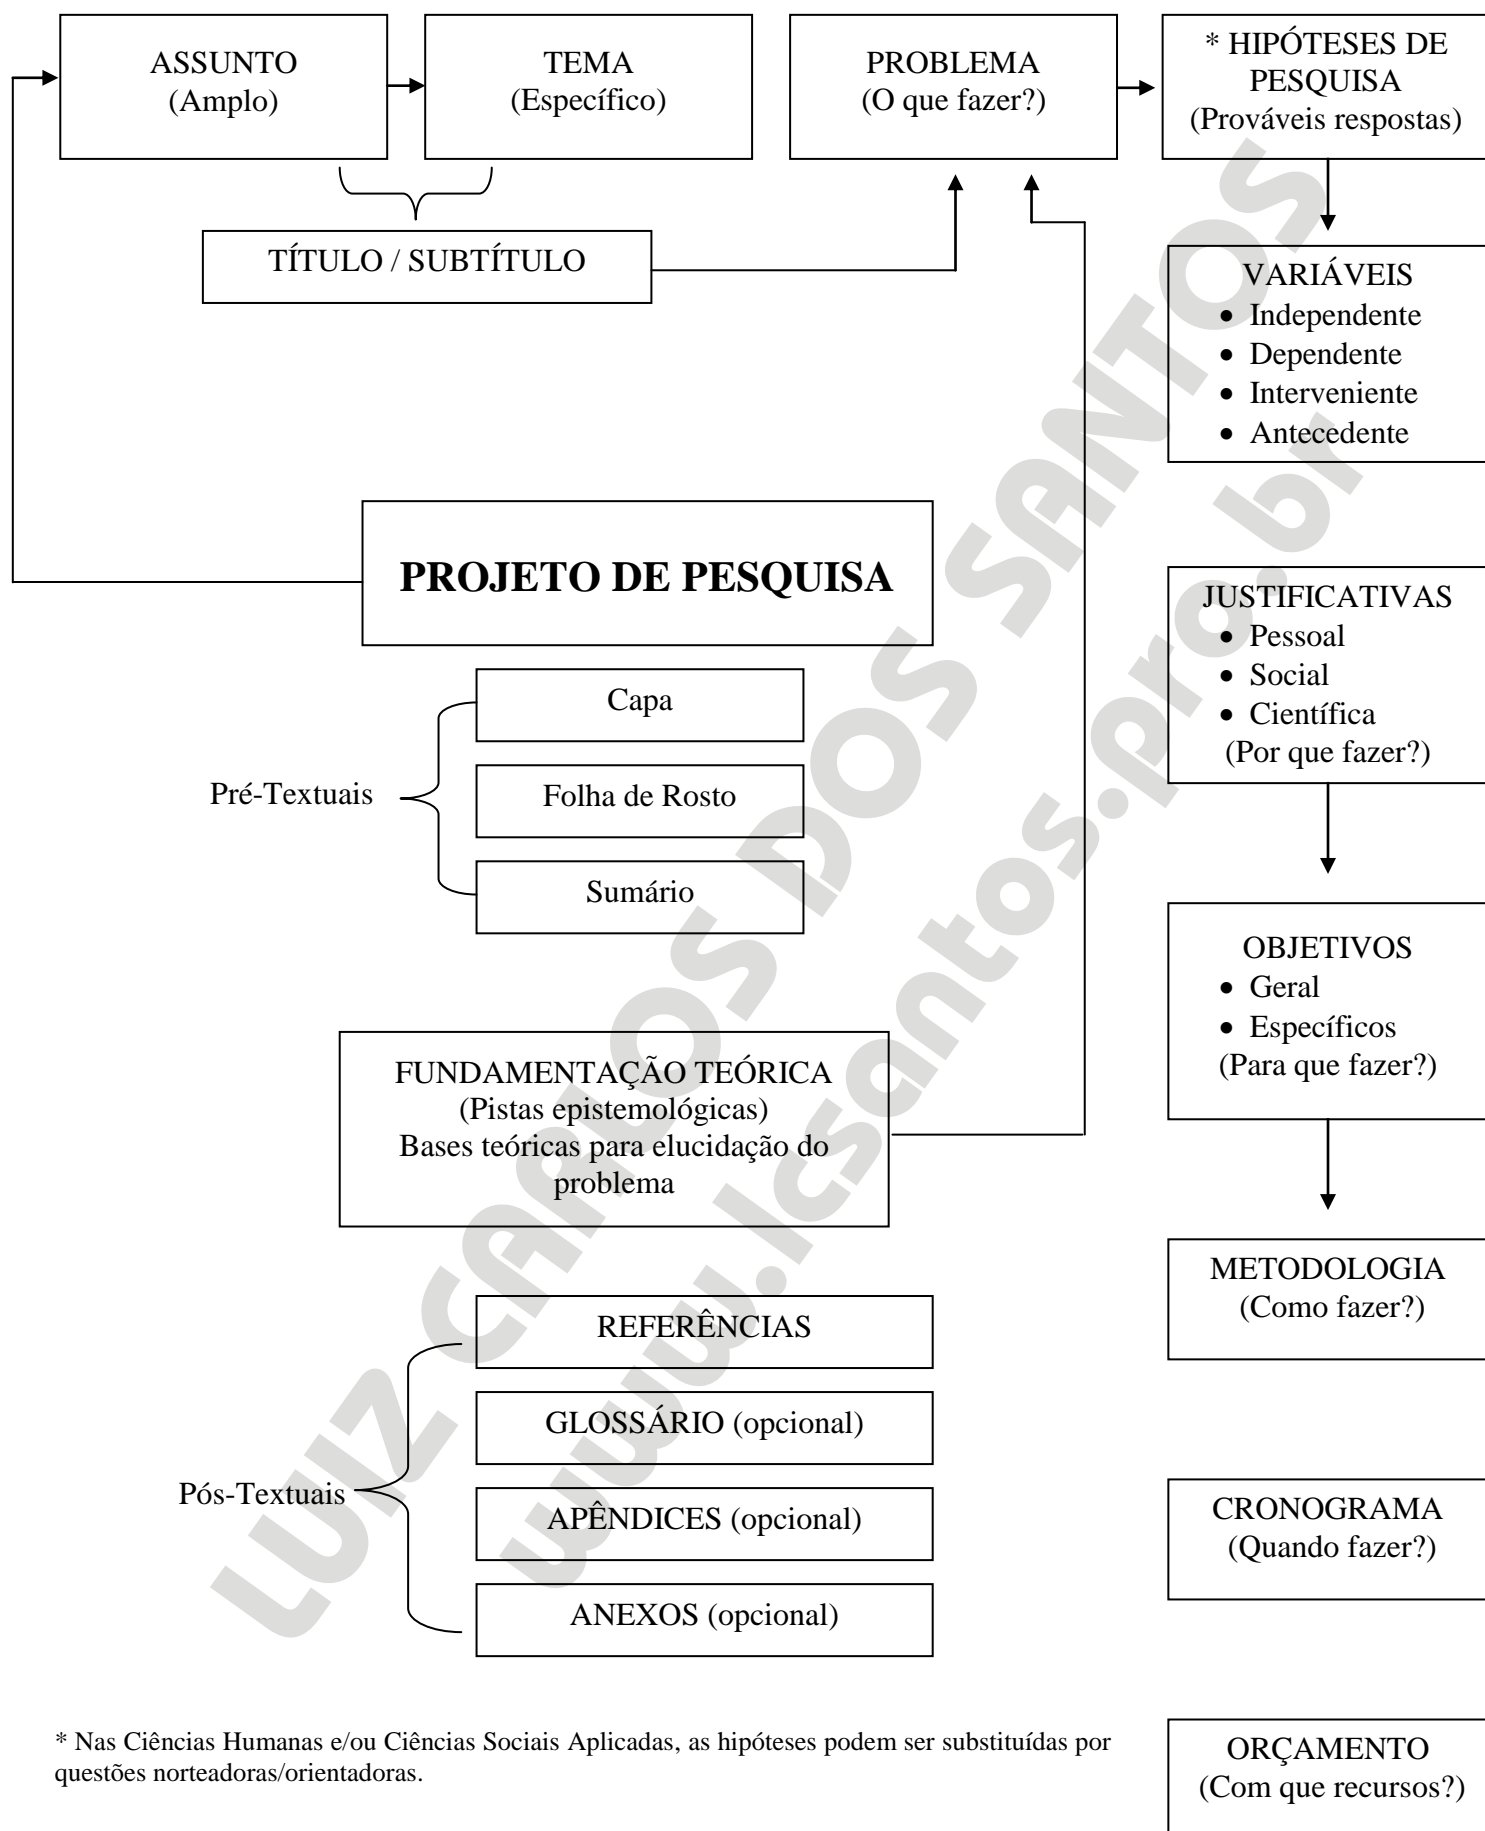 ASSUNTO
(Amplo)
TEMA
(Específico)
PROBLEMA
(O que fazer?)
* HIPÓTESES DE
PESQUISA
(Prováveis respostas)
TÍTULO / SUBTÍTULO
VARIÁVEIS
• Independente
• Dependente
• Interveniente
• Antecedente
PROJETO DE PESQUISA
JUSTIFICATIVAS
• Pessoal
• Social
• Científica
(Por que fazer?)
Pré-Textuais
Capa
Folha de Rosto
Sumário
OBJETIVOS
• Geral
• Específicos
(Para que fazer?)
FUNDAMENTAÇÃO TEÓRICA
(Pistas epistemológicas)
Bases teóricas para elucidação do
problema
METODOLOGIA
(Como fazer?)
Pós-Textuais
REFERÊNCIAS
GLOSSÁRIO (opcional)
APÊNDICES (opcional)
ANEXOS (opcional)
CRONOGRAMA
(Quando fazer?)
ORÇAMENTO
(Com que recursos?)
* Nas Ciências Humanas e/ou Ciências Sociais Aplicadas, as hipóteses podem ser substituídas por
questões norteadoras/orientadoras.
LUIZ CARLOS DOS SANTOS
www.lcsantos.pro.br